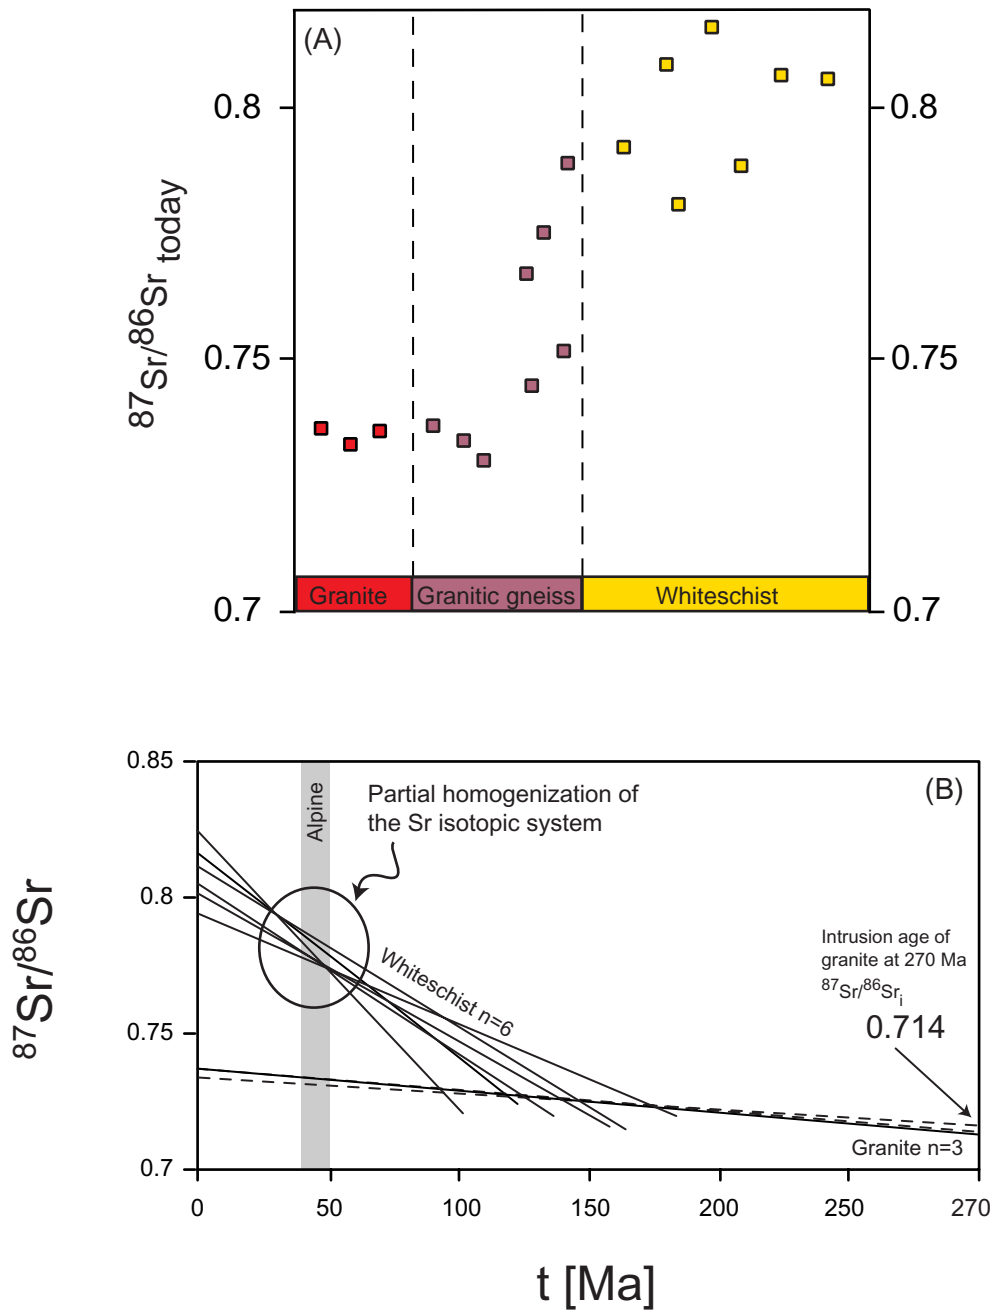 (A)
0.8
0.8
0.75
0.75
0.7
0.7
87Sr/86Sr today
Granite
Granitic gneiss
Whiteschist
(B)
0.85
0.8
0.75
0.7
87Sr/86Sr
Alpine
Partial homogenization of
the Sr isotopic system
Whiteschist n=6
Intrusion age of
granite at 270 Ma
87Sr/86Sri
0.714
Granite n=3
0
50
100
150
200
250
270
t [Ma]